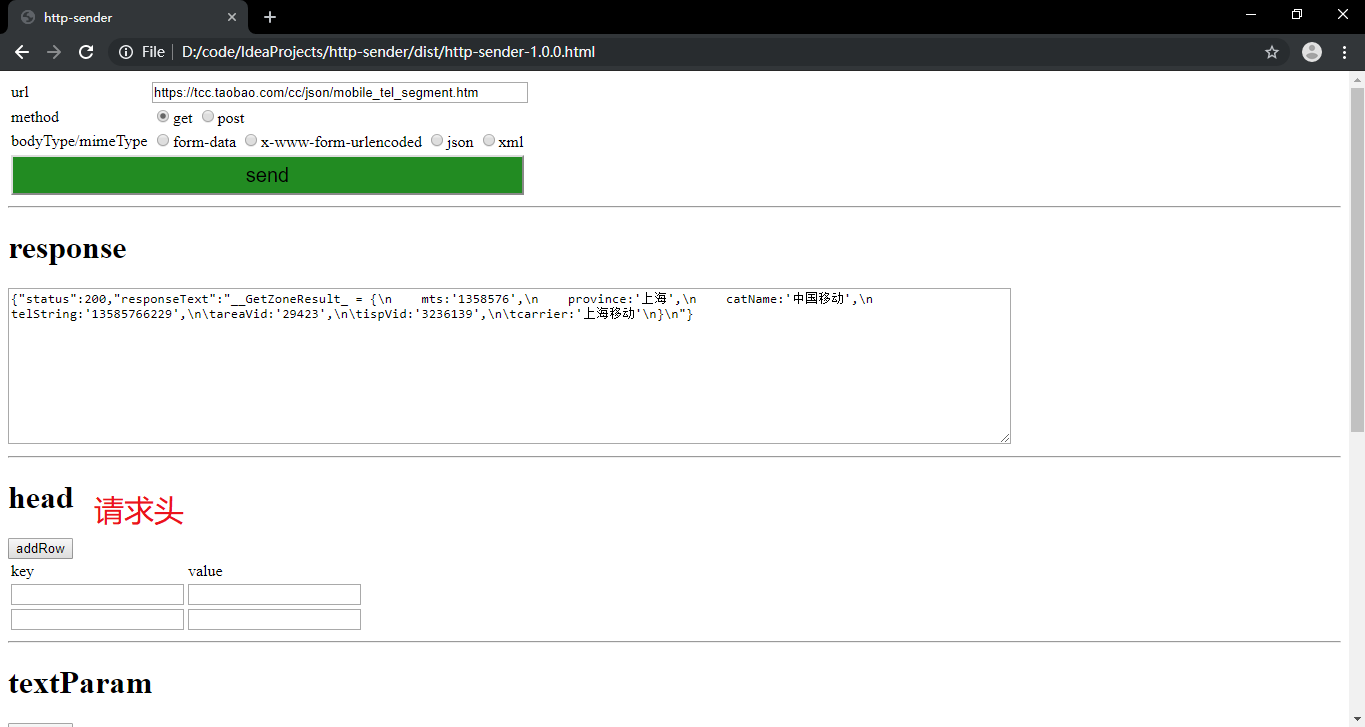 http-sender
File D:/code/IdeaProjects/http-sender/dist/http-sender-1.0.0.html
url https://tcc.taobao.com/cc/json/mobile_tel_segment.htm
method get post
bodyType/mimeType form-data x-www-form-urlencoded json xml
send
response
{"status":200,"responseText":"__GetZoneResult_ = {\n    mts:'1358576',\n    province:'上海',\n    catName:'中国移动',\n
telString:'13585766229',\n\tareaVid:'29423',\n\tispVid:'3236139',\n\tcarrier:'上海移动'\n}\n"}
head 请求头
addRow
key value
textParam